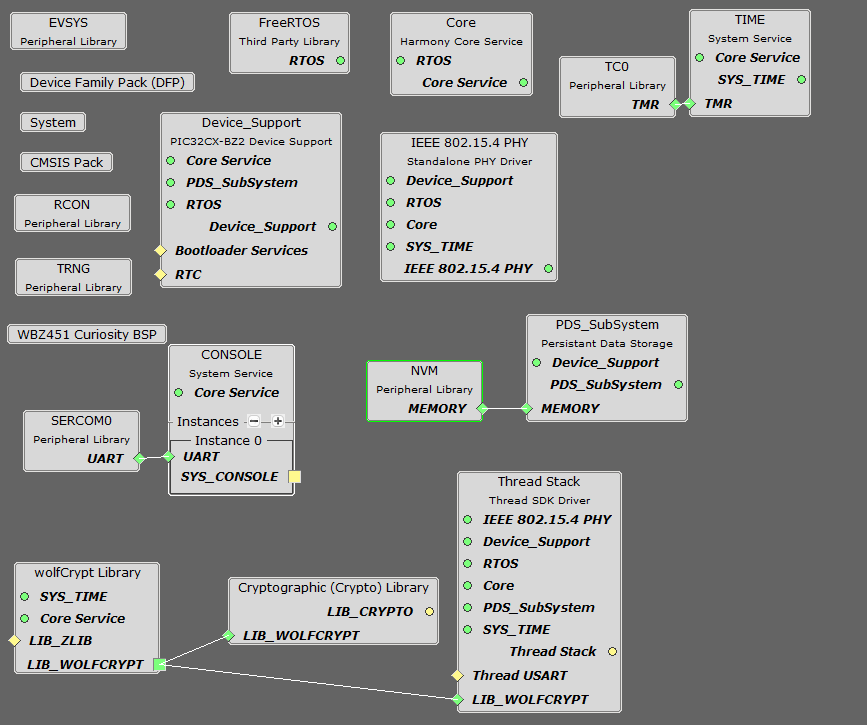 EVSYS
Peripheral Library
FreeRTOS
Third Party Library
RTOS
Core
Harmony Core Service
RTOS
Core Service
TIME
System Service
Core Service
SYS_TIME
TMR
TC0
Peripheral Library
TMR
Device Family Pack (DFP)
System
CMSIS Pack
Device_Support
PIC32CX-BZ2 Device Support
Core Service
PDS_SubSystem
RTOS
Device_Support
Bootloader Services
RTC
IEEE 802.15.4 PHY
Standalone PHY Driver
Device_Support
RTOS
Core
SYS_TIME
IEEE 802.15.4 PHY
RCON
Peripheral Library
TRNG
Peripheral Library
WBZ451 Curiosity BSP
CONSOLE
System Service
Core Service
Instances
Instance 0
UART
SYS_CONSOLE
SERCOM0
Peripheral Library
UART
NVM
Peripheral Library
MEMORY
PDS_SubSystem
Persistant Data Storage
Device_Support
PDS_SubSystem
MEMORY
Thread Stack
Thread SDK Driver
IEEE 802.15.4 PHY
Device_Support
RTOS
Core
PDS_SubSystem
SYS_TIME
Thread Stack
Thread USART
LIB_WOLFCRYPT
wolfCrypt Library
SYS_TIME
Core Service
LIB_ZLIB
LIB_WOLFCRYPT
Cryptographic (Crypto) Library
LIB_CRYPTO
LIB_WOLFCRYPT